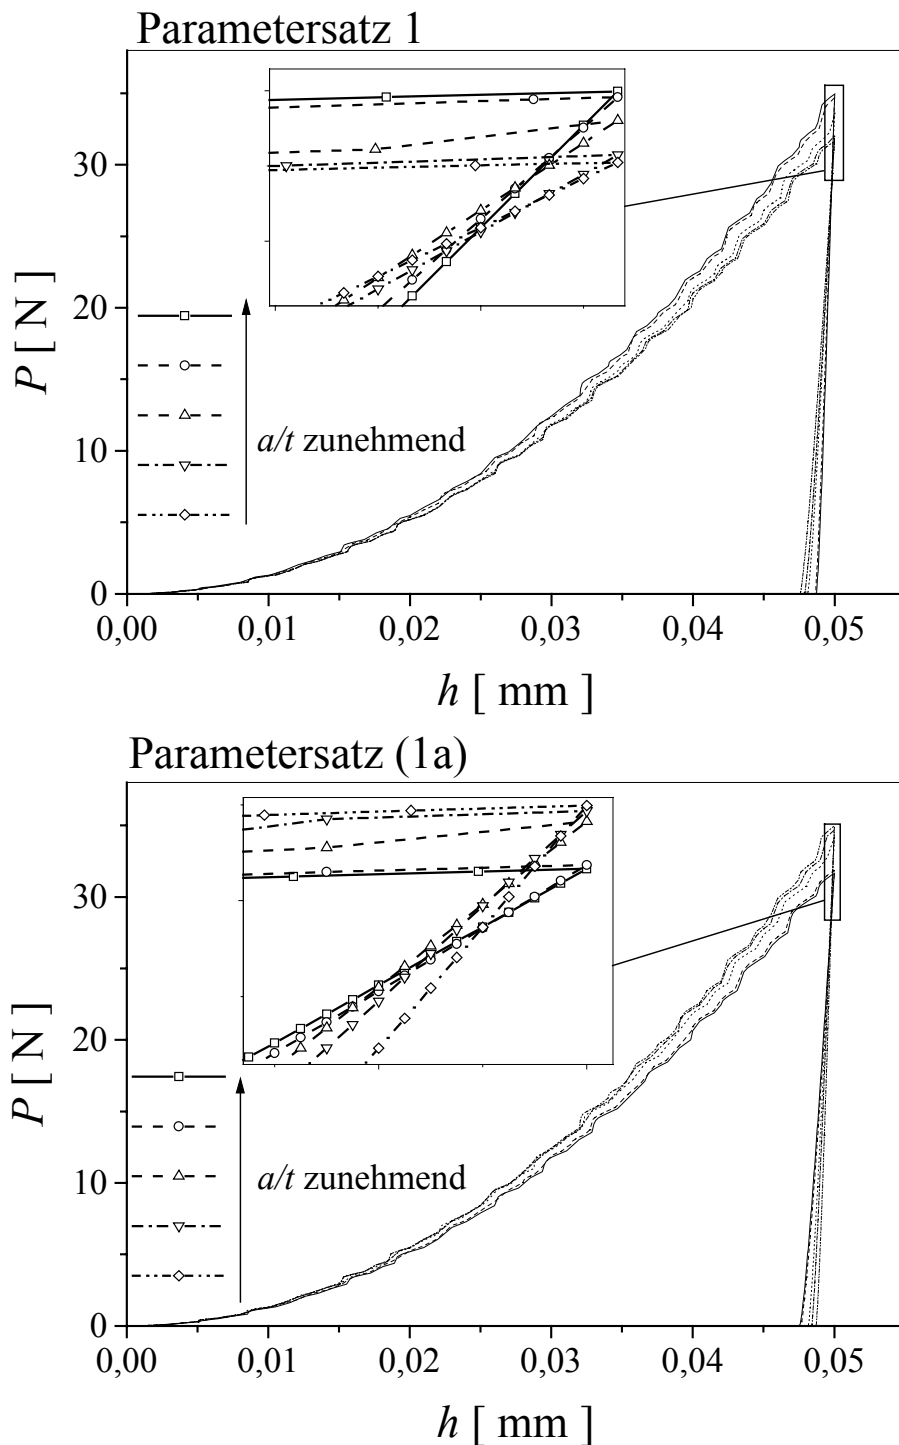 Parametersatz 1
P [ N ]
30
20
10
0
a/t zunehmend
0,00 0,01 0,02 0,03 0,04 0,05
h [ mm ]
Parametersatz (1a)
P [ N ]
30
20
10
0
a/t zunehmend
0,00 0,01 0,02 0,03 0,04 0,05
h [ mm ]